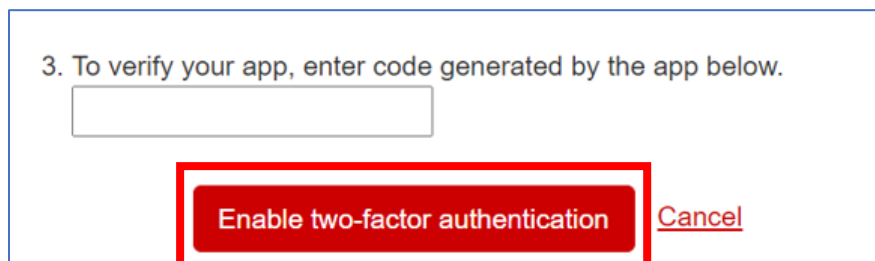 3. To verify your app, enter code generated by the app below.
Enable two-factor authentication Cancel